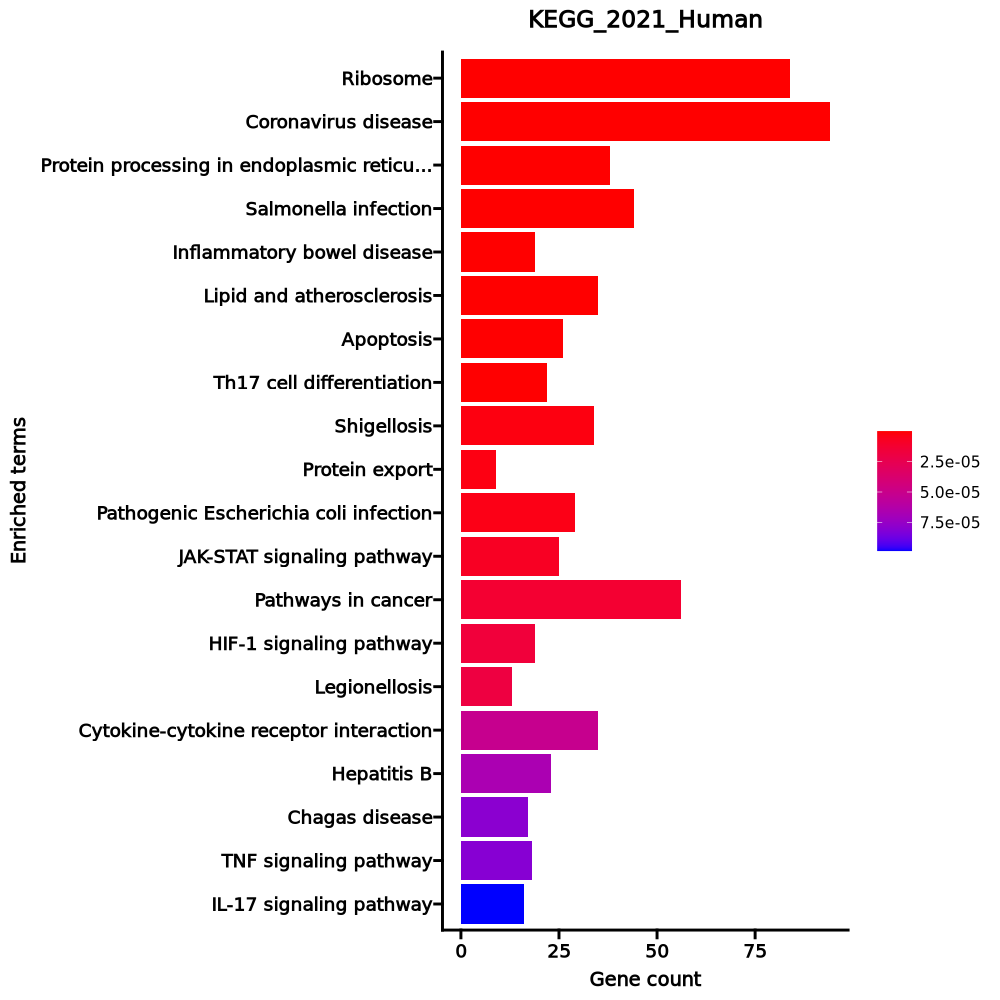 KEGG_2021_Human
Ribosome
Coronavirus disease
Protein processing in endoplasmic reticu...
Salmonella infection
Inflammatory bowel disease
Lipid and atherosclerosis
Apoptosis
Th17 cell differentiation
Shigellosis
Protein export
Pathogenic Escherichia coli infection
JAK-STAT signaling pathway
Pathways in cancer
HIF-1 signaling pathway
Legionellosis
Cytokine-cytokine receptor interaction
Hepatitis B
Chagas disease
TNF signaling pathway
IL-17 signaling pathway
Enriched terms
0 25 50 75
Gene count
2.5e-05
5.0e-05
7.5e-05